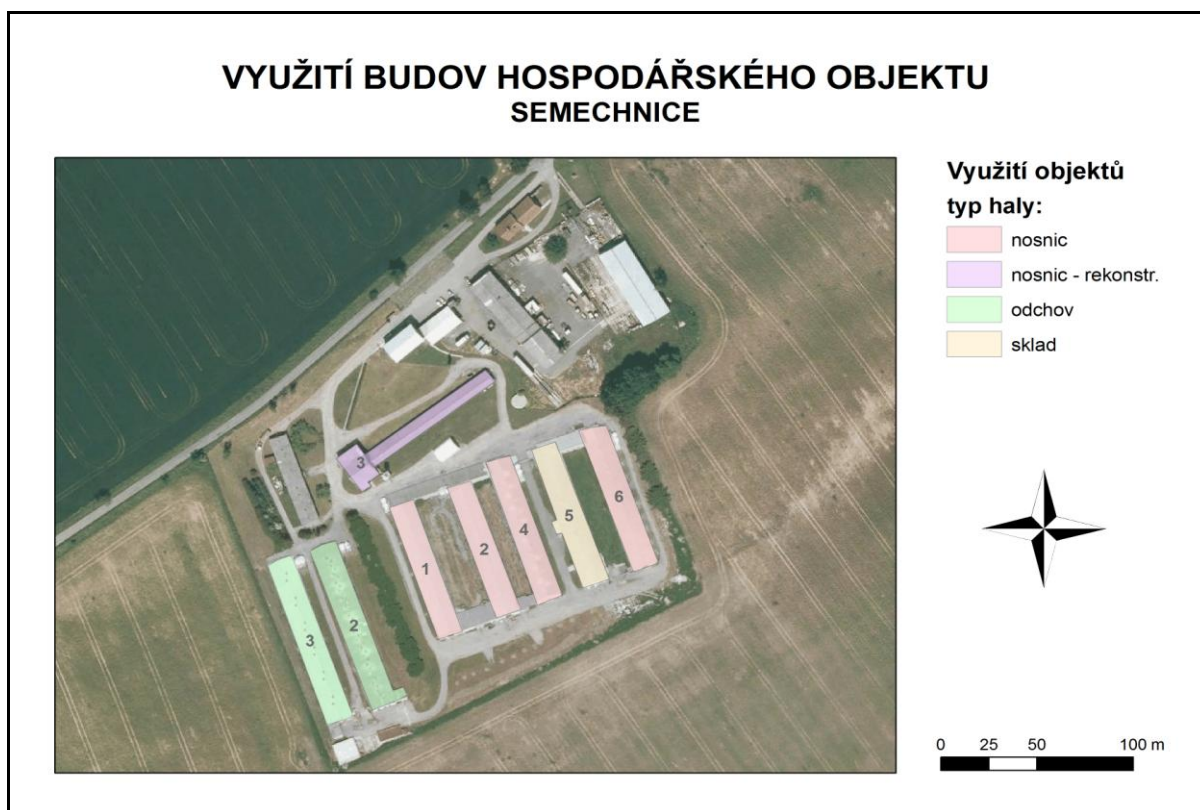 VYUŽITÍ BUDOV HOSPODÁŘSKÉHO OBJEKTU
SEMECHNICE
Využití objektů
typ haly:
nosnic
nosnic - rekonstr.
odchov
sklad
3
6
5
4
2
1
2
3
0 25 50 100 m